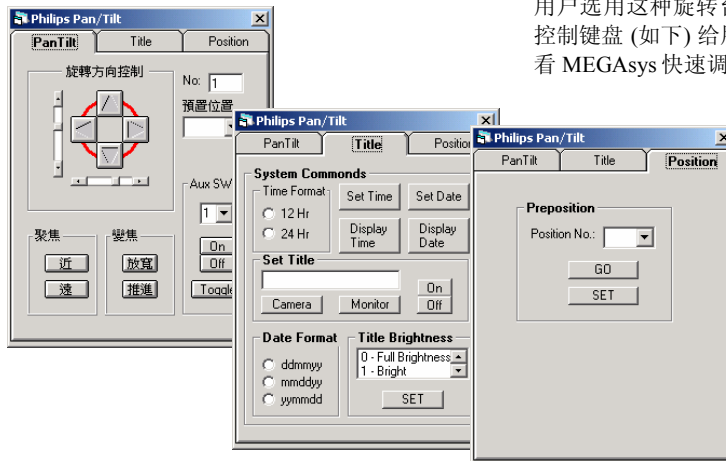 用户选用这种旋转台
控制键盘 (如下) 给用
看 MEGAsys 快速调
Philips Pan/Tilt
PanTilt Title Position
旋轉方向控制
No: 1
預置位置
Aux SW
1
On
Off
Toggle
聚焦
近
遠
變焦
放寬
推進
Philips Pan/Tilt
PanTilt Title Position
System Commonds
Time Format
12 Hr
24 Hr
Set Time Set Date
Display Time
Display Date
Set Title
Camera Monitor
On
Off
Date Format
ddmmyy
mmddyy
yymmdd
Title Brightness
0 - Full Brightness
1 - Bright
SET
Philips Pan/Tilt
PanTilt Title Position
Preposition
Position No.:
GO
SET